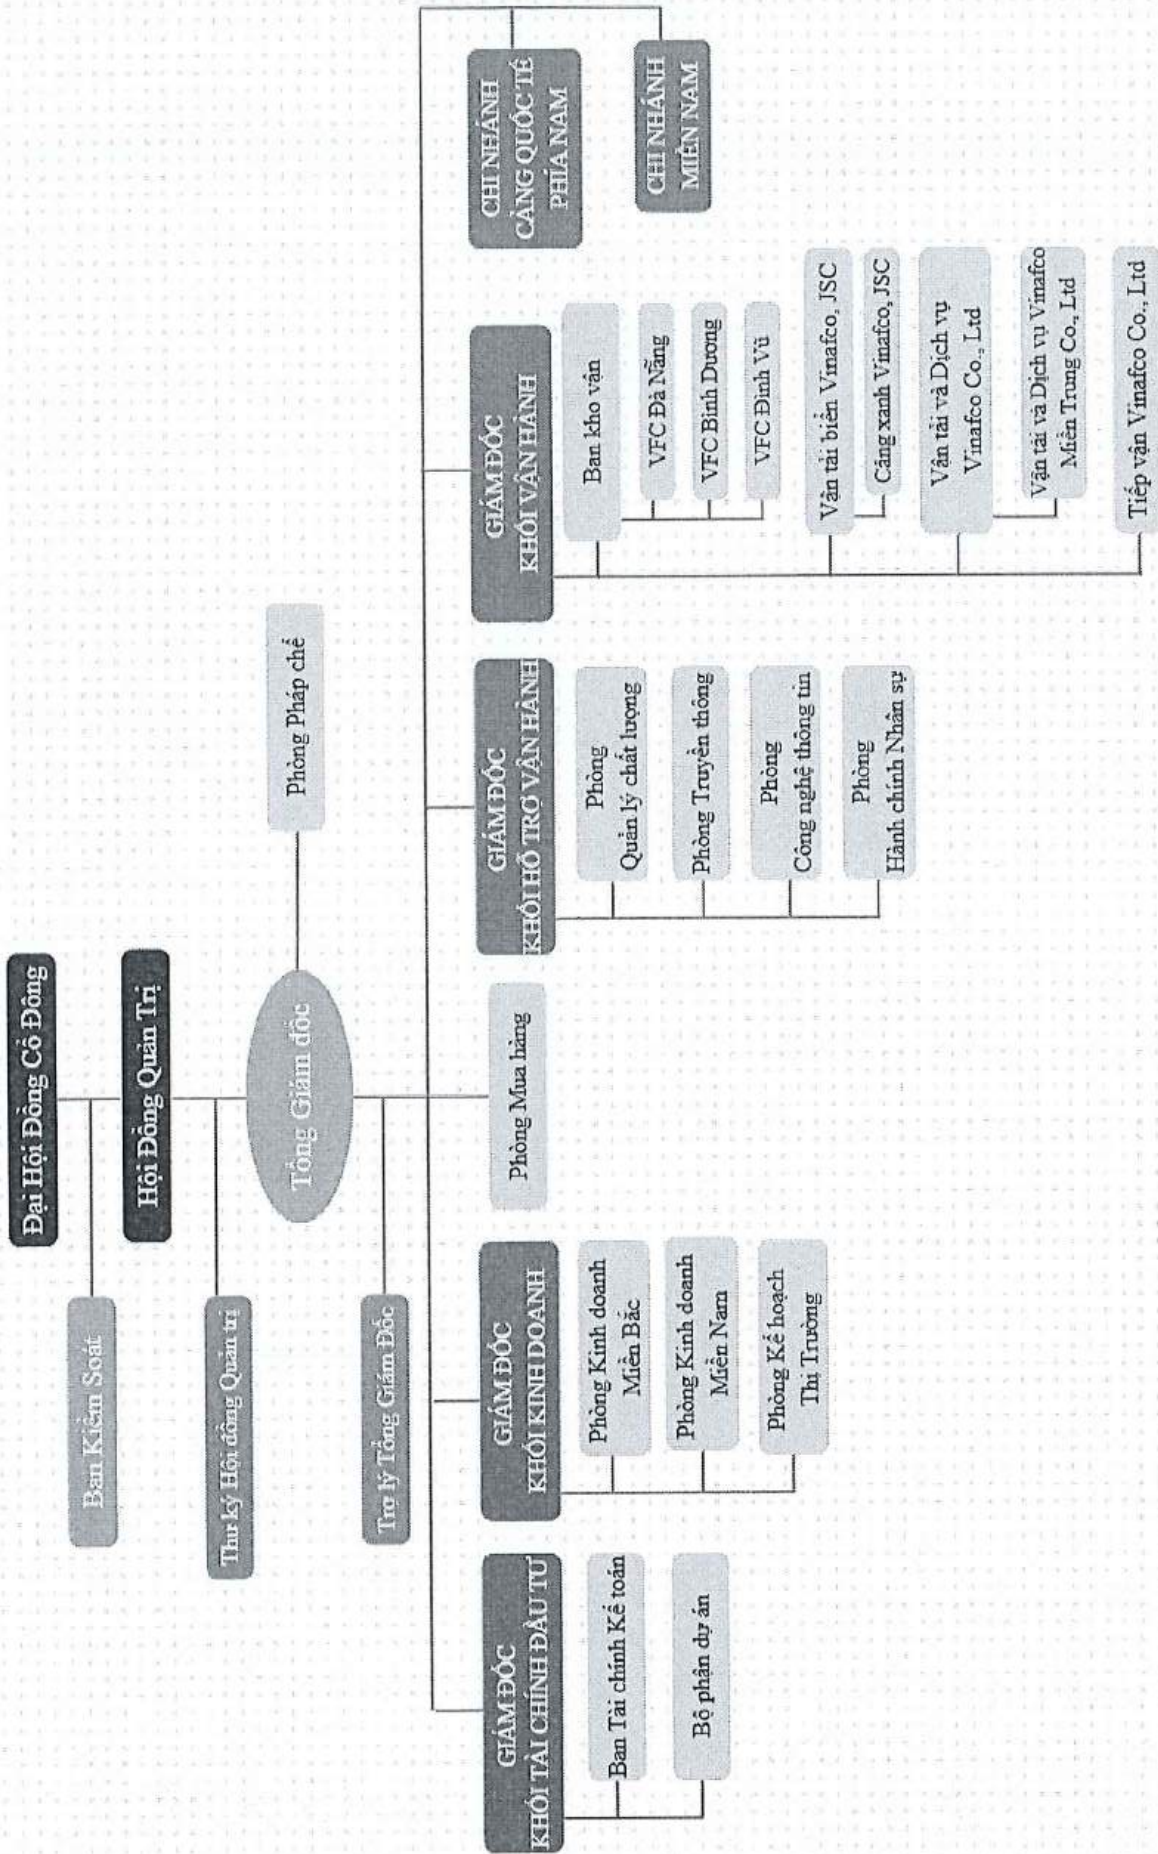 Đại Hội Đồng Cổ Đông
Ban Kiểm Soát
Hội Đồng Quản Trị
Thư ký Hội đồng Quản trị
Tổng Giám đốc
Phòng Pháp chế
Trợ lý Tổng Giám Đốc
GIÁM ĐỐC
KHỐI TÀI CHÍNH ĐẦU TƯ
Ban Tài chính Kế toán
Bộ phận dự án
GIÁM ĐỐC
KHỐI KINH DOANH
Phòng Kinh doanh
Miền Bắc
Phòng Kinh doanh
Miền Nam
Phòng Kế hoạch
Thị Trường
Phòng Mua hàng
GIÁM ĐỐC
KHỐI HỖ TRỢ VẬN HÀNH
Phòng
Quản lý chất lượng
Phòng Truyền thông
Phòng
Công nghệ thông tin
Phòng
Hành chính Nhân sự
GIÁM ĐỐC
KHỐI VẬN HÀNH
Ban kho vận
VFC Đà Nẵng
VFC Bình Dương
VFC Đình Vũ
Vận tải biển Vinafco, JSC
Cảng xanh Vinafco, JSC
Vận tải và Dịch vụ
Vinafco Co., Ltd
Vận tải và Dịch vụ Vinafco
Miền Trung Co., Ltd
Tiếp vận Vinafco Co., Ltd
CHI NHÁNH
CẢNG QUỐC TẾ
PHÍA NAM
CHI NHÁNH
MIỀN NAM